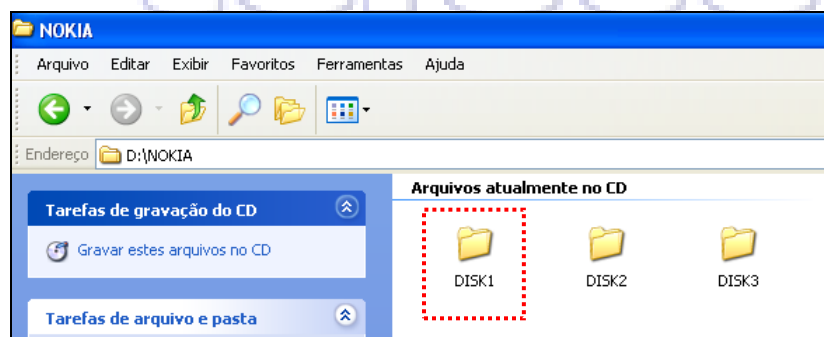 NOKIA
Arquivo Editar Exibir Favoritos Ferramentas Ajuda
Endereço D:\NOKIA
Arquivos atualmente no CD
Tarefas de gravação do CD
Gravar estes arquivos no CD
DISK1 DISK2 DISK3
Tarefas de arquivo e pasta